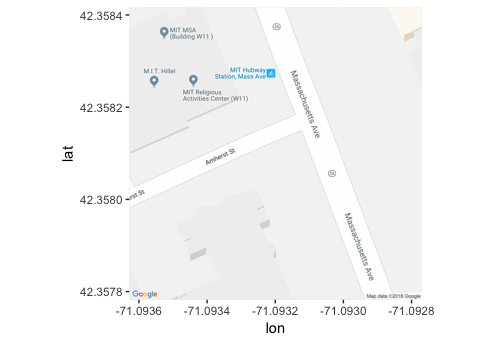 42.3584
MIT MSA
(Building W11 )
2A
M.I.T. Hillel
MIT Hubway
Station, Mass Ave
MIT Religious
Activities Center (W11)
Massachusetts Ave
42.3582
lat
Amherst St
2A
42.3580
rst St
Massachusetts Ave
42.3578
Google
Map data ©2018 Google
-71.0936
-71.0934
-71.0932
-71.0930
-71.0928
lon